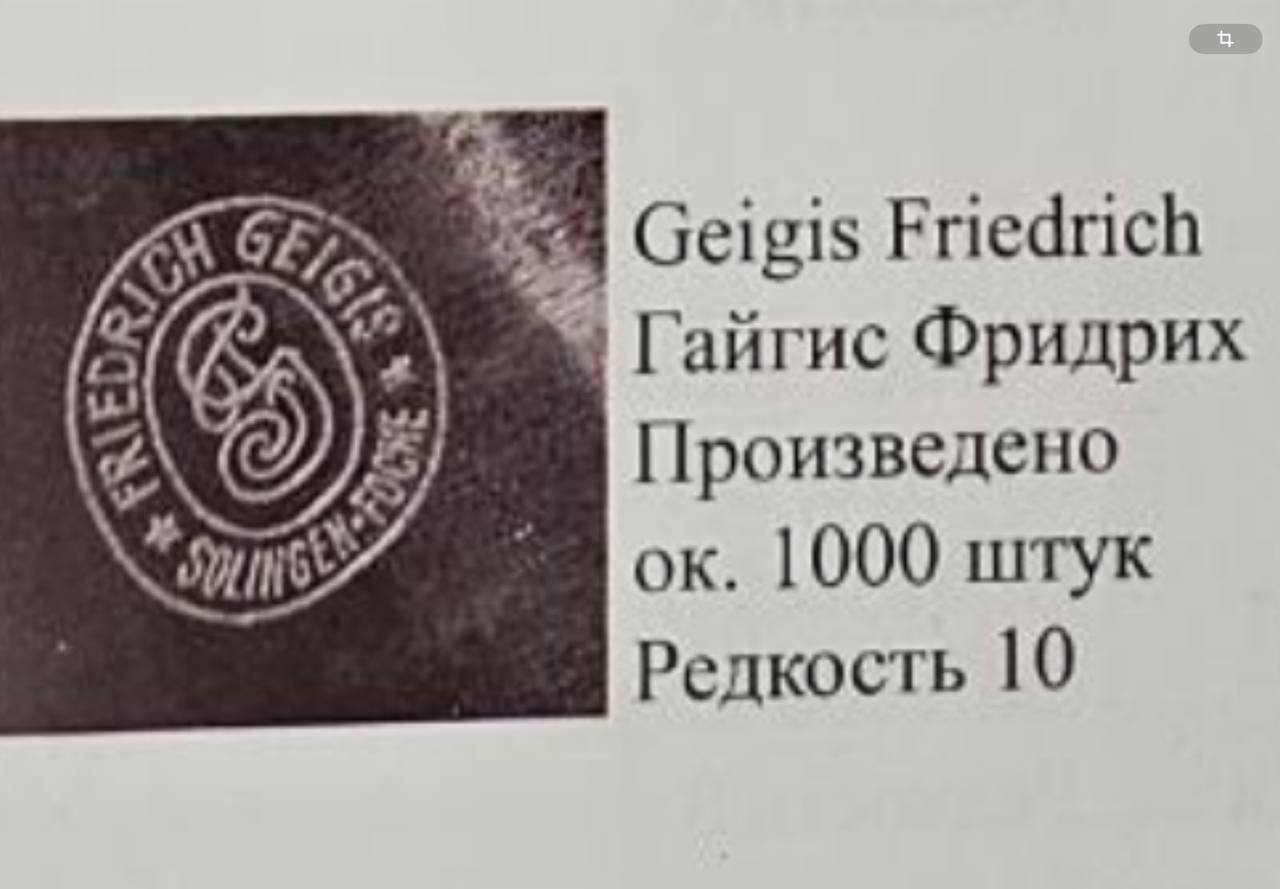 FRIEDRICH GEIGIS
SOLINGEN-FOCHE
Geigis Friedrich
Гайгис Фридрих
Произведено
ок. 1000 штук
Редкость 10